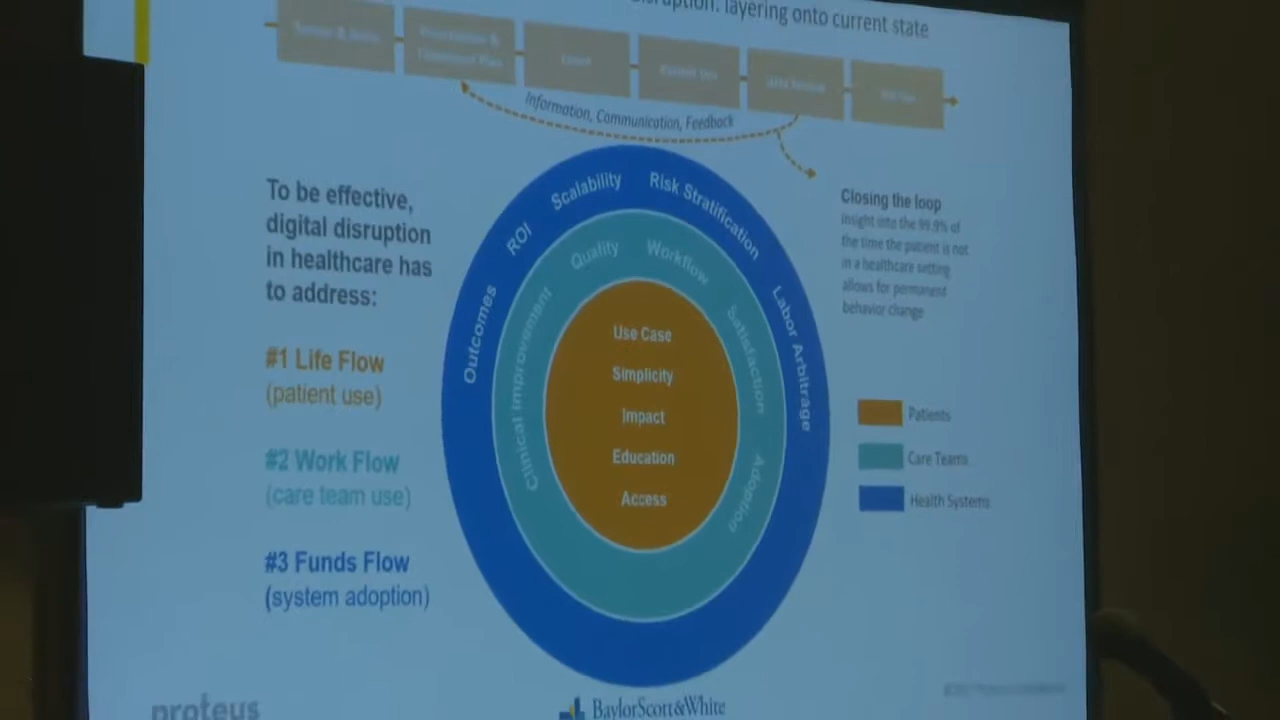 layering onto current state
Information, Communication, Feedback
To be effective,
digital disruption
in healthcare has
to address:
#1 Life Flow
(patient use)
#2 Work Flow
(care team use)
#3 Funds Flow
(system adoption)
Outcomes
ROI
Scalability
Risk Stratification
Labor Arbitrage
Clinical Improvement
Quality
Workflow
Satisfaction
Adoption
Use Case
Simplicity
Impact
Education
Access
Closing the loop
Insight into the 99.9% of
the time the patient is not
in a healthcare setting
allows for permanent
behavior change
Patients
Care Teams
Health Systems
proteus
BaylorScott&White